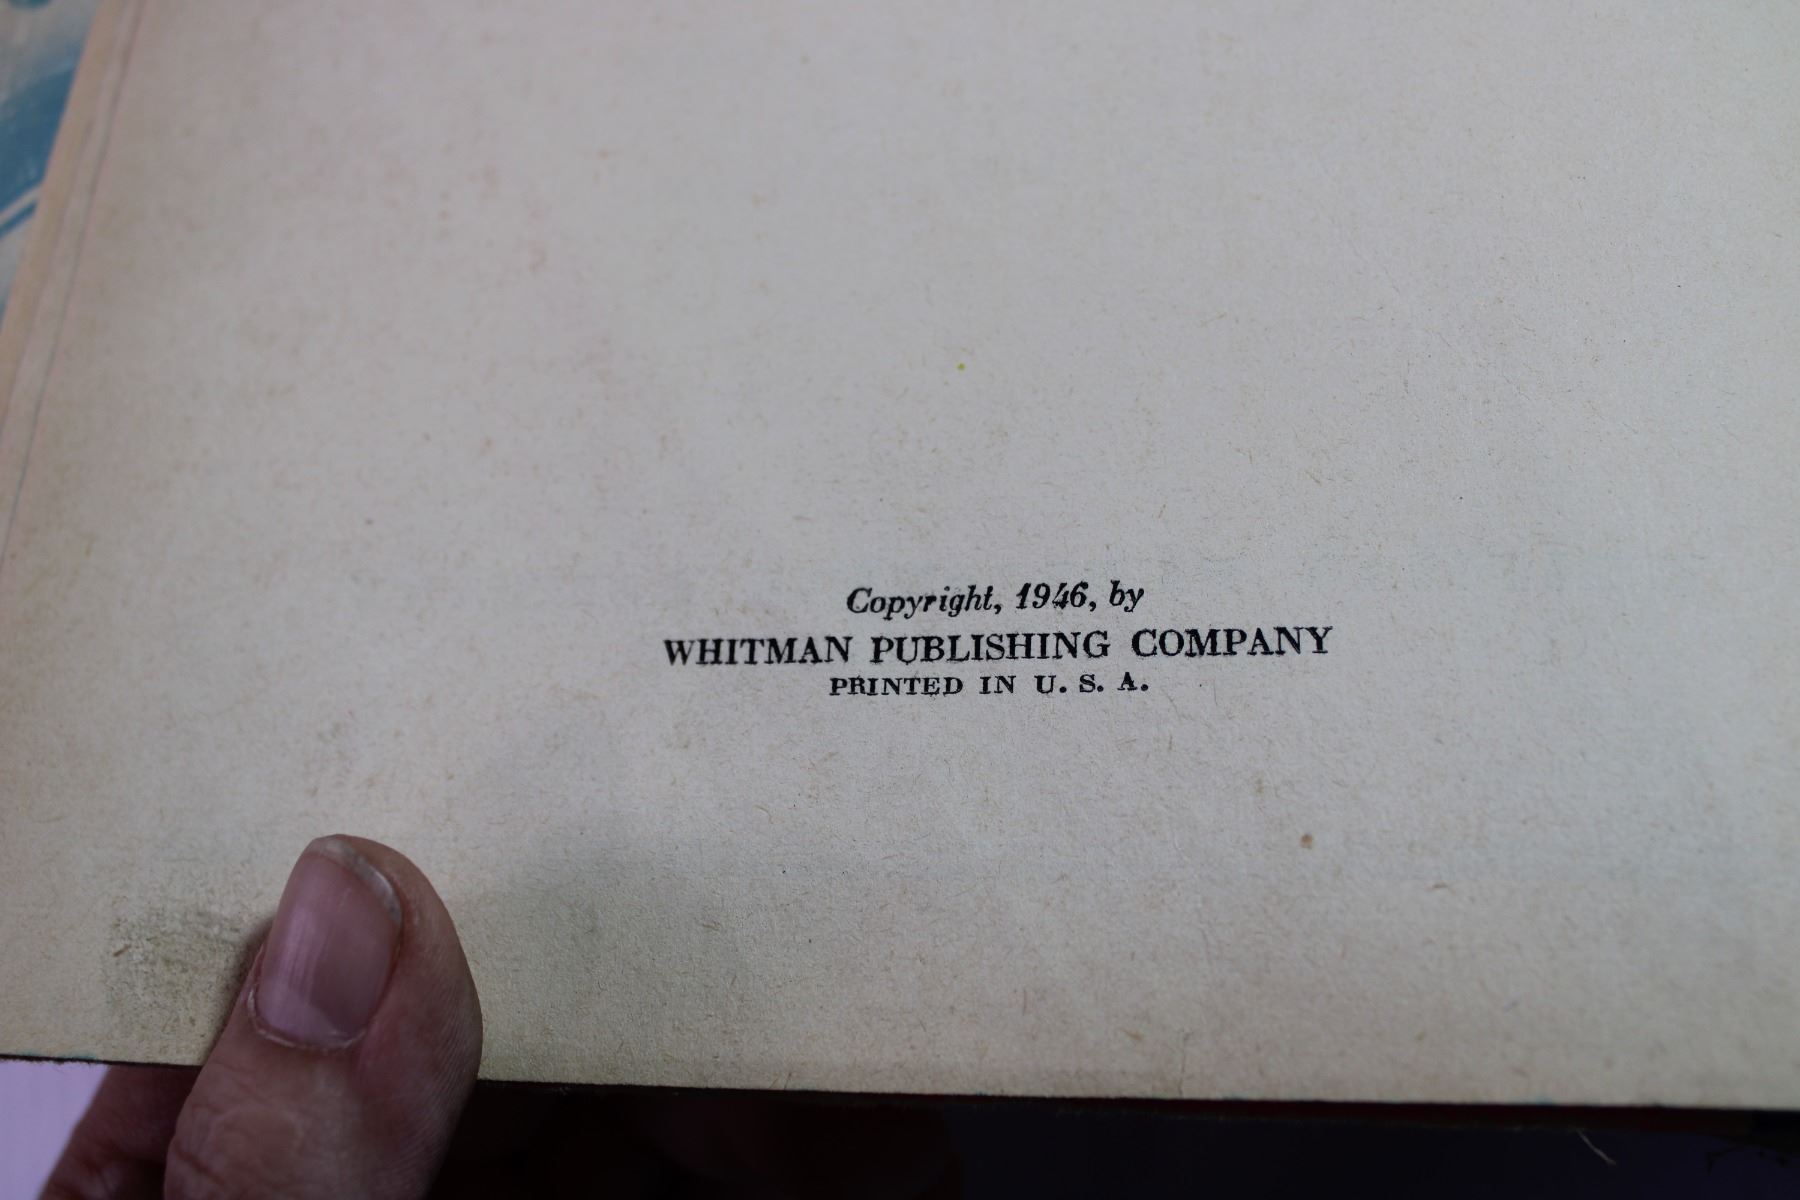 Copyright, 1946, by
WHITMAN PUBLISHING COMPANY
PRINTED IN U. S. A.